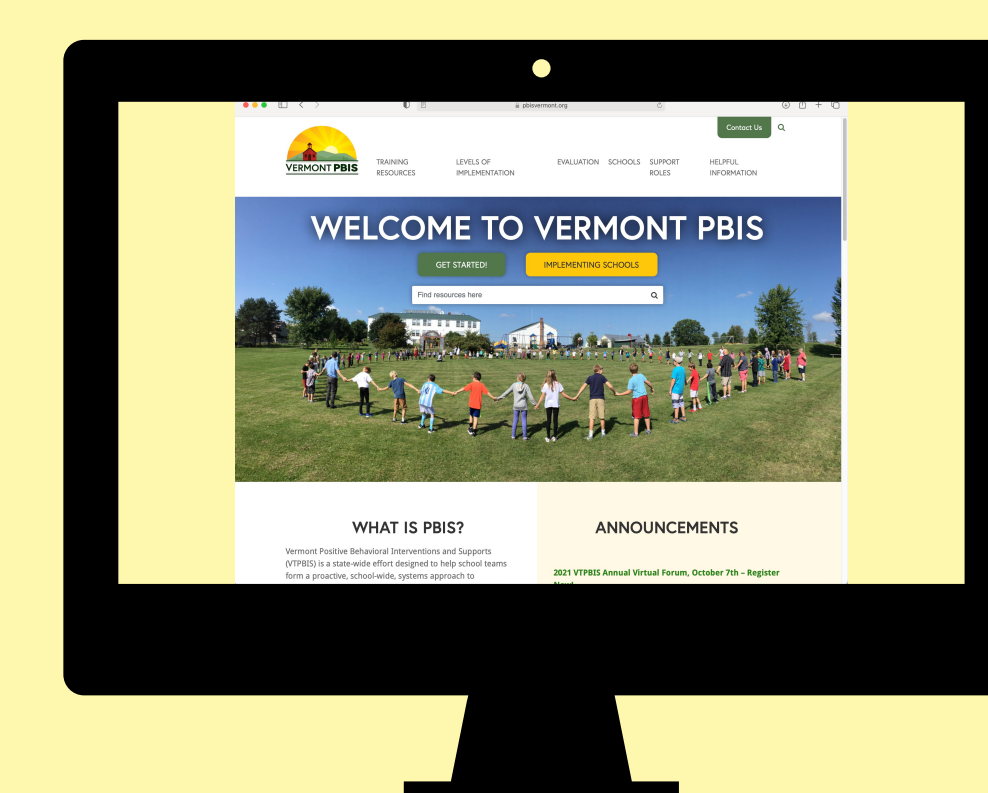 pbisvermont.org
Contact Us
VERMONT PBIS
TRAINING
RESOURCES
LEVELS OF
IMPLEMENTATION
EVALUATION
SCHOOLS
SUPPORT
ROLES
HELPFUL
INFORMATION
WELCOME TO VERMONT PBIS
GET STARTED!
IMPLEMENTING SCHOOLS
Find resources here
WHAT IS PBIS?
Vermont Positive Behavioral Interventions and Supports
(VTPBIS) is a state-wide effort designed to help school teams
form a proactive, school-wide, systems approach to
ANNOUNCEMENTS
2021 VTPBIS Annual Virtual Forum, October 7th – Register